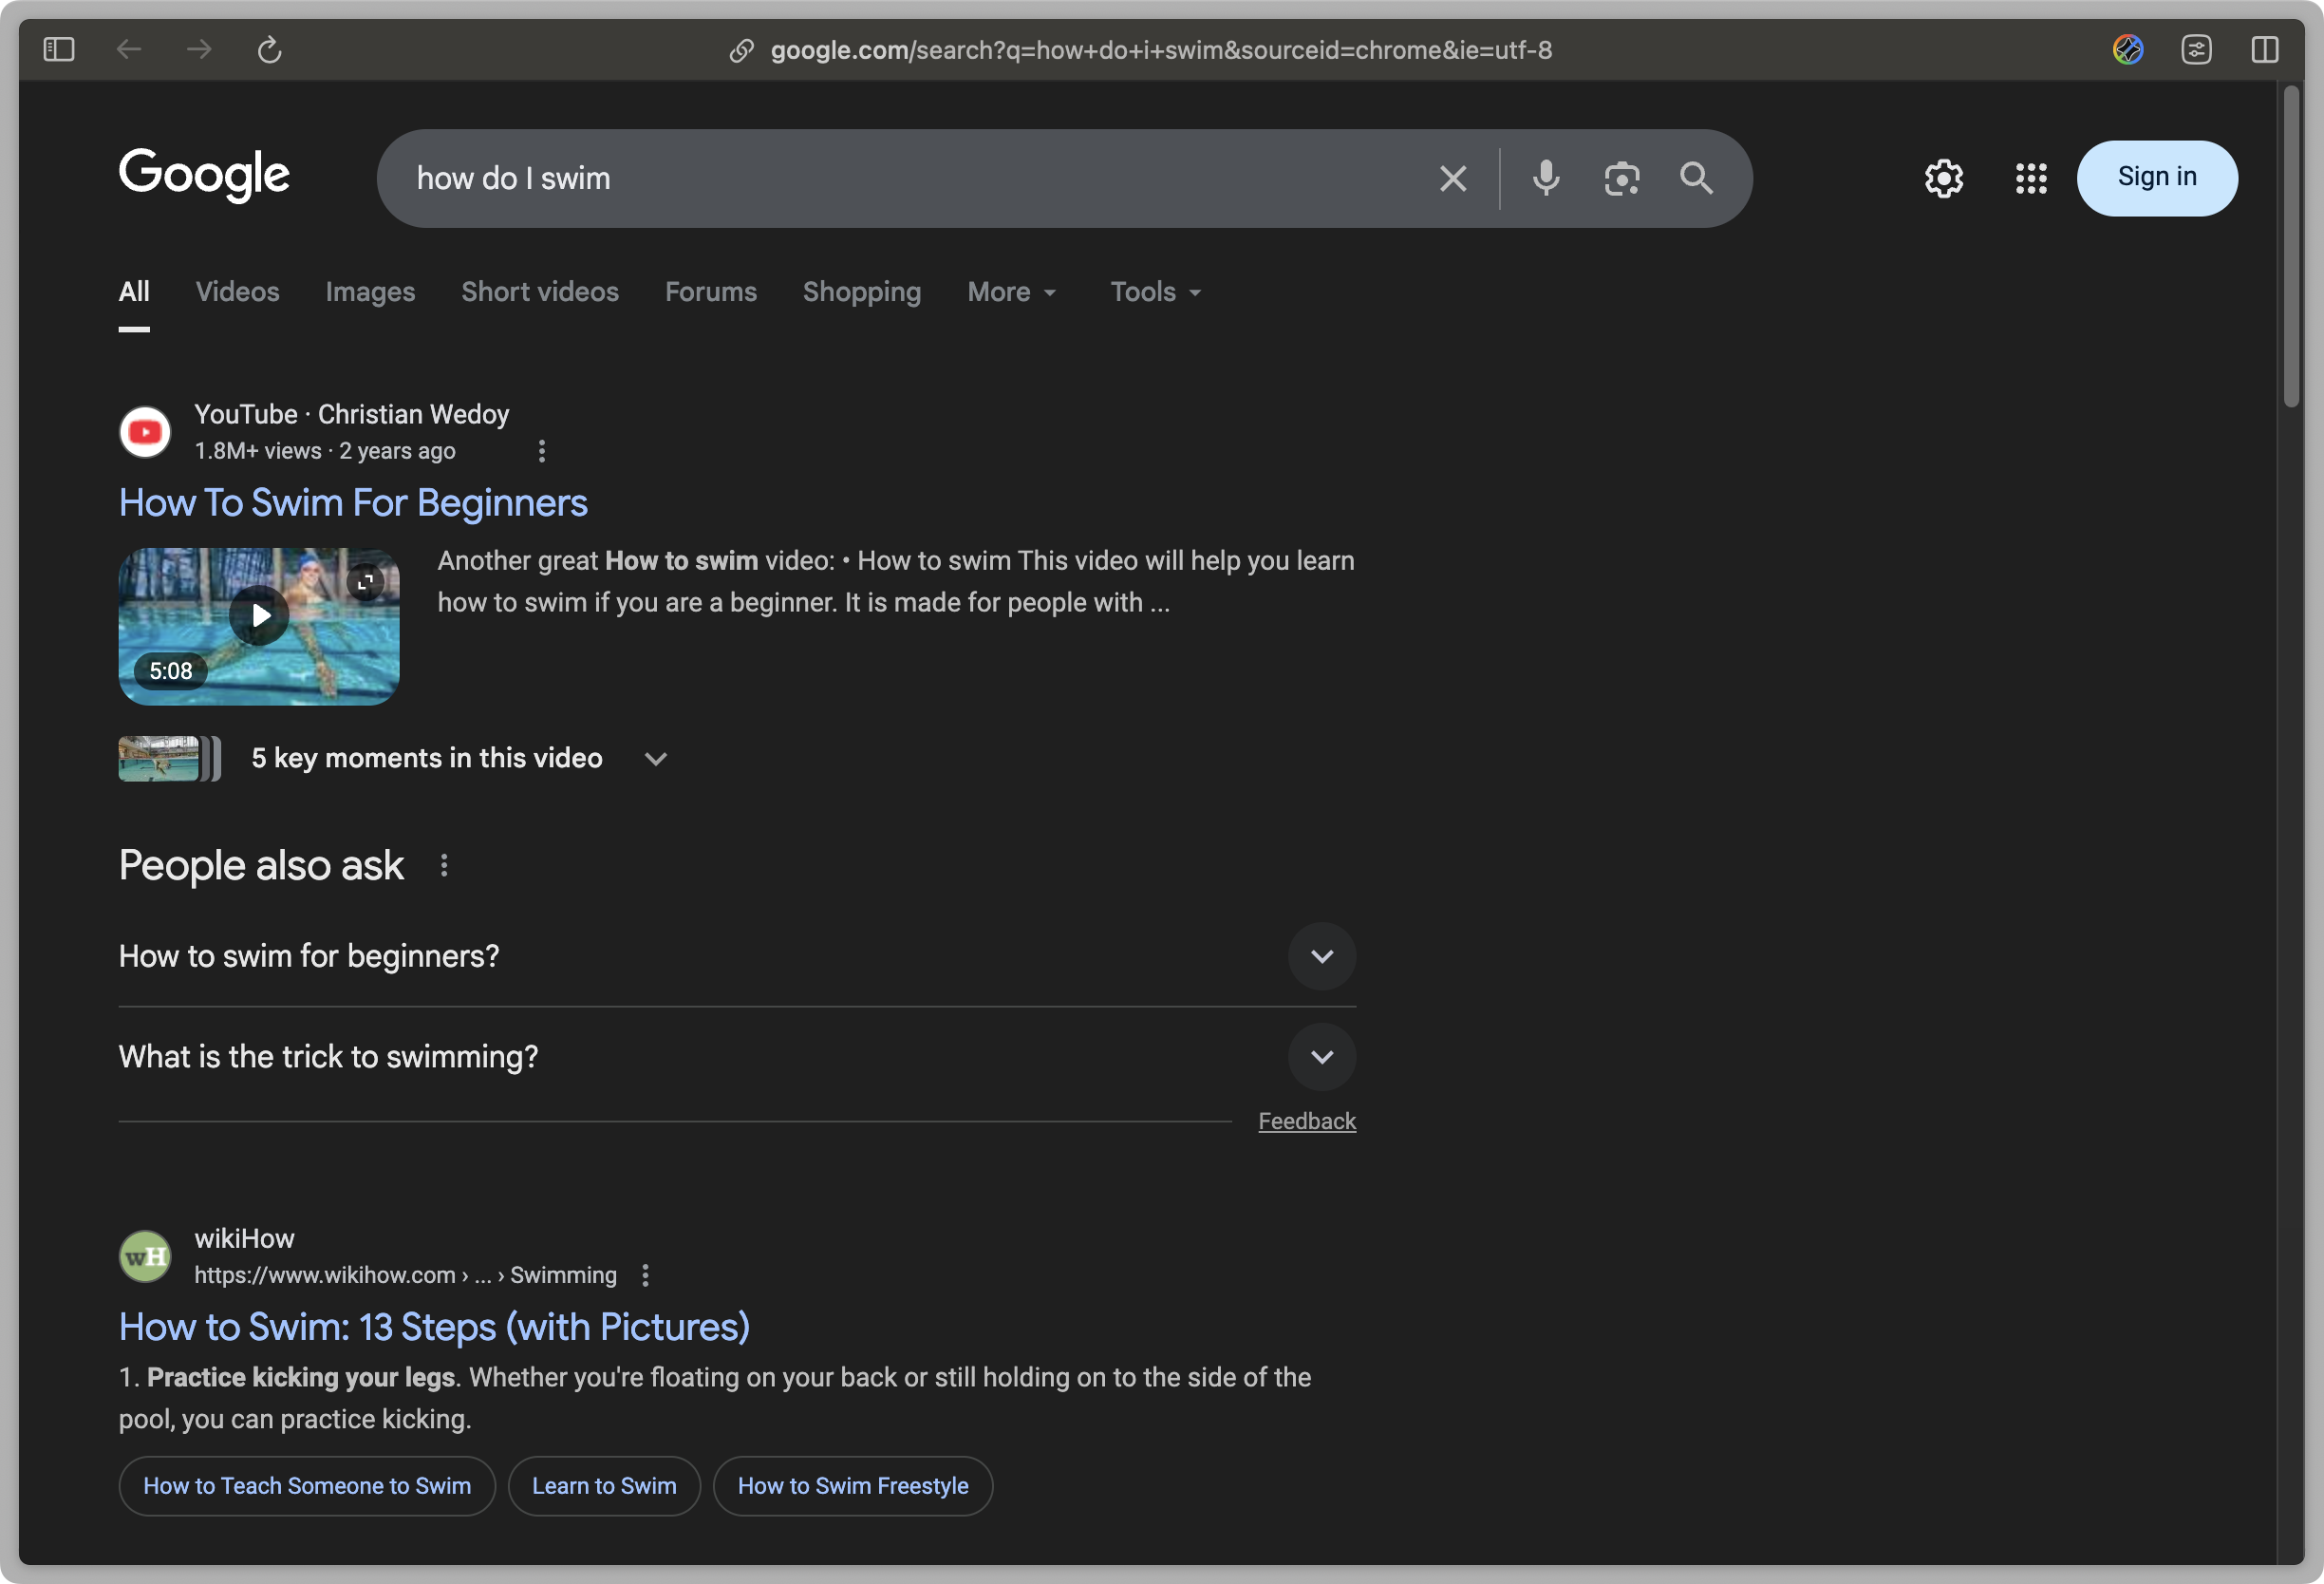 google.com/search?q=how+do+i+swim&sourceid=chrome&ie=utf-8
Google
how do I swim
Sign in
All
Videos
Images
Short videos
Forums
Shopping
More
Tools
YouTube · Christian Wedoy
1.8M+ views · 2 years ago
How To Swim For Beginners
5:08
Another great How to swim video: • How to swim This video will help you learn
how to swim if you are a beginner. It is made for people with ...
5 key moments in this video
People also ask
How to swim for beginners?
What is the trick to swimming?
Feedback
wH
wikiHow
https://www.wikihow.com › ... › Swimming
How to Swim: 13 Steps (with Pictures)
1. Practice kicking your legs. Whether you're floating on your back or still holding on to the side of the
pool, you can practice kicking.
How to Teach Someone to Swim
Learn to Swim
How to Swim Freestyle